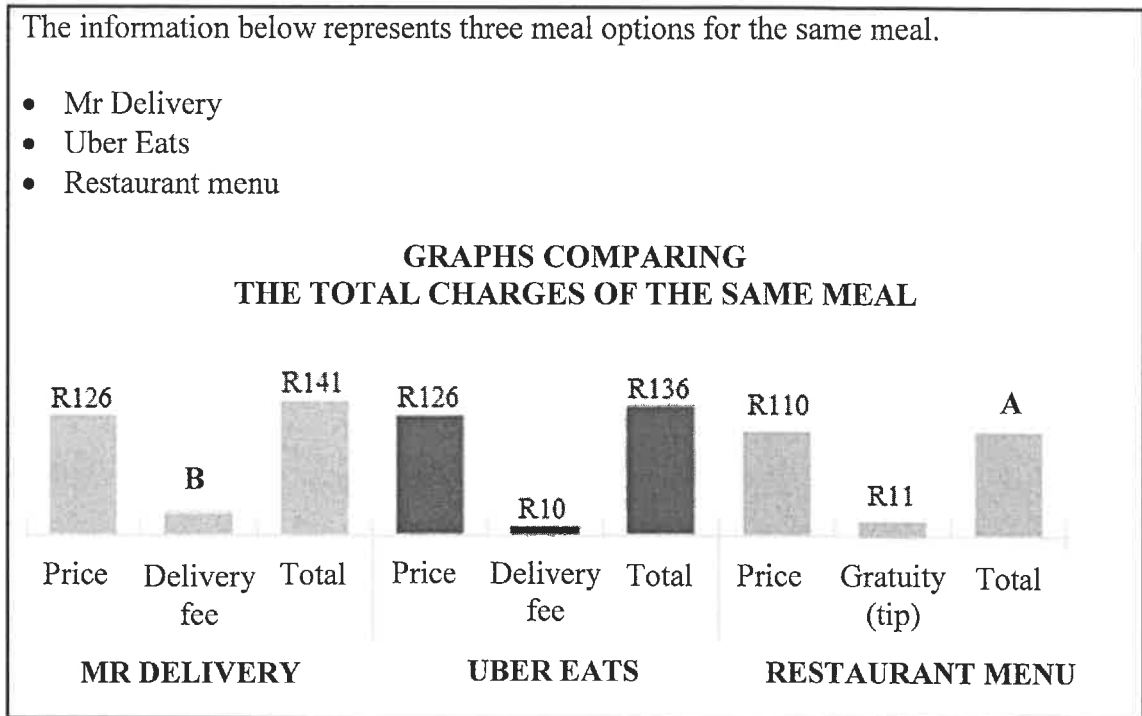 The information below represents three meal options for the same meal.
• Mr Delivery
• Uber Eats
• Restaurant menu
GRAPHS COMPARING
THE TOTAL CHARGES OF THE SAME MEAL
R126
B
R141
R126
R10
R136
R110
R11
A
Price Delivery fee Total Price Delivery fee Total Price Gratuity (tip) Total
MR DELIVERY UBER EATS RESTAURANT MENU